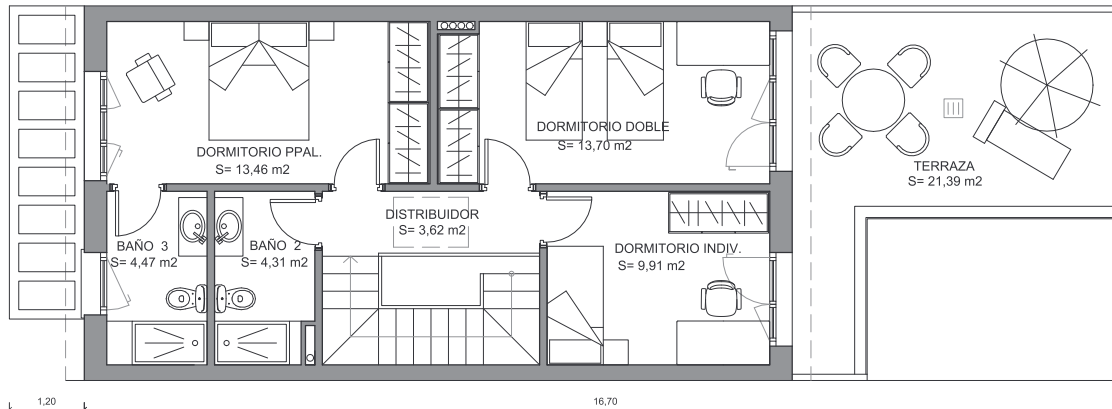 DORMITORIO PPAL.
S= 13,46 m2
DORMITORIO DOBLE
S= 13,70 m2
TERRAZA
S= 21,39 m2
DISTRIBUIDOR
S= 3,62 m2
BAÑO 3
S= 4,47 m2
BAÑO 2
S= 4,31 m2
DORMITORIO INDIV.
S= 9,91 m2
1,20
16,70